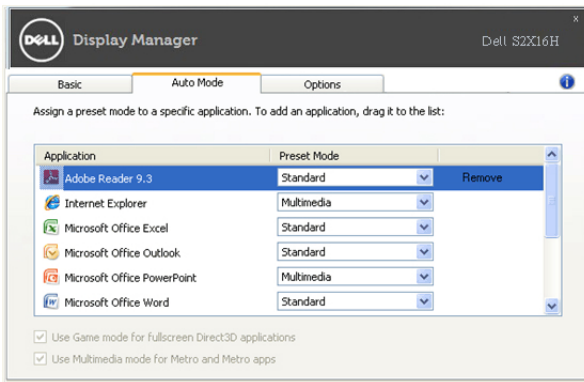 DELL Display Manager Dell S2X16H x
Basic Auto Mode Options i
Assign a preset mode to a specific application. To add an application, drag it to the list:
Application Preset Mode
Adobe Reader 9.3 Standard Remove
Internet Explorer Multimedia
Microsoft Office Excel Standard
Microsoft Office Outlook Standard
Microsoft Office PowerPoint Multimedia
Microsoft Office Word Standard
Use Game mode for fullscreen Direct3D applications
Use Multimedia mode for Metro and Metro apps